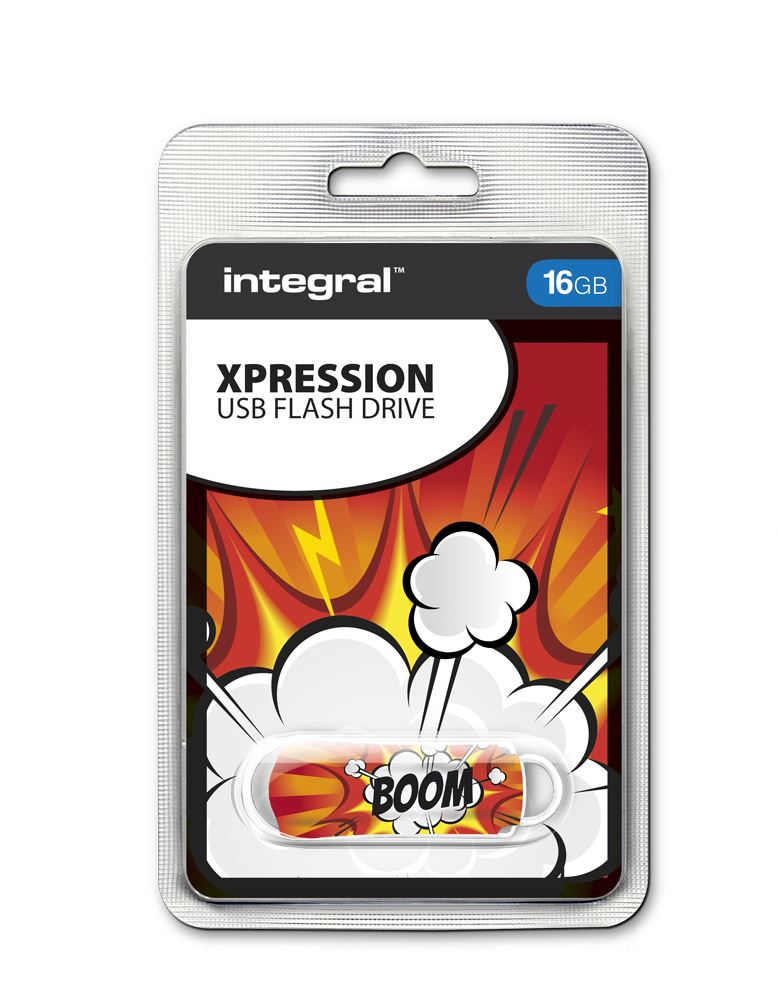 integral™
16GB
XPRESSION
USB FLASH DRIVE
BOOM